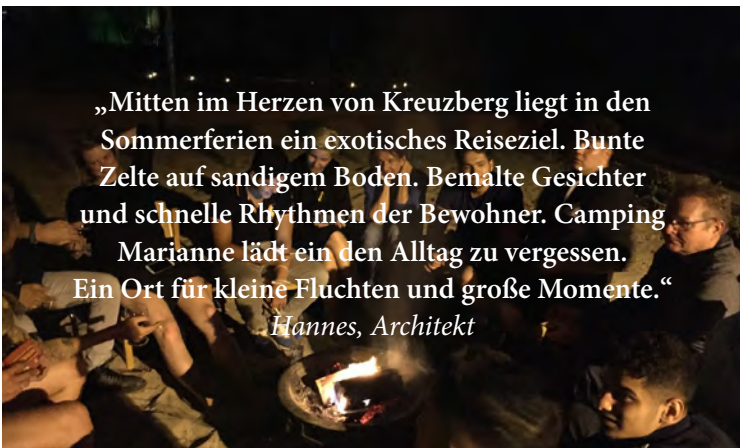 „Mitten im Herzen von Kreuzberg liegt in den
Sommerferien ein exotisches Reiseziel. Bunte
Zelte auf sandigem Boden. Bemalte Gesichter
und schnelle Rhythmen der Bewohner. Camping
Marianne lädt ein den Alltag zu vergessen.
Ein Ort für kleine Fluchten und große Momente.“
Hannes, Architekt